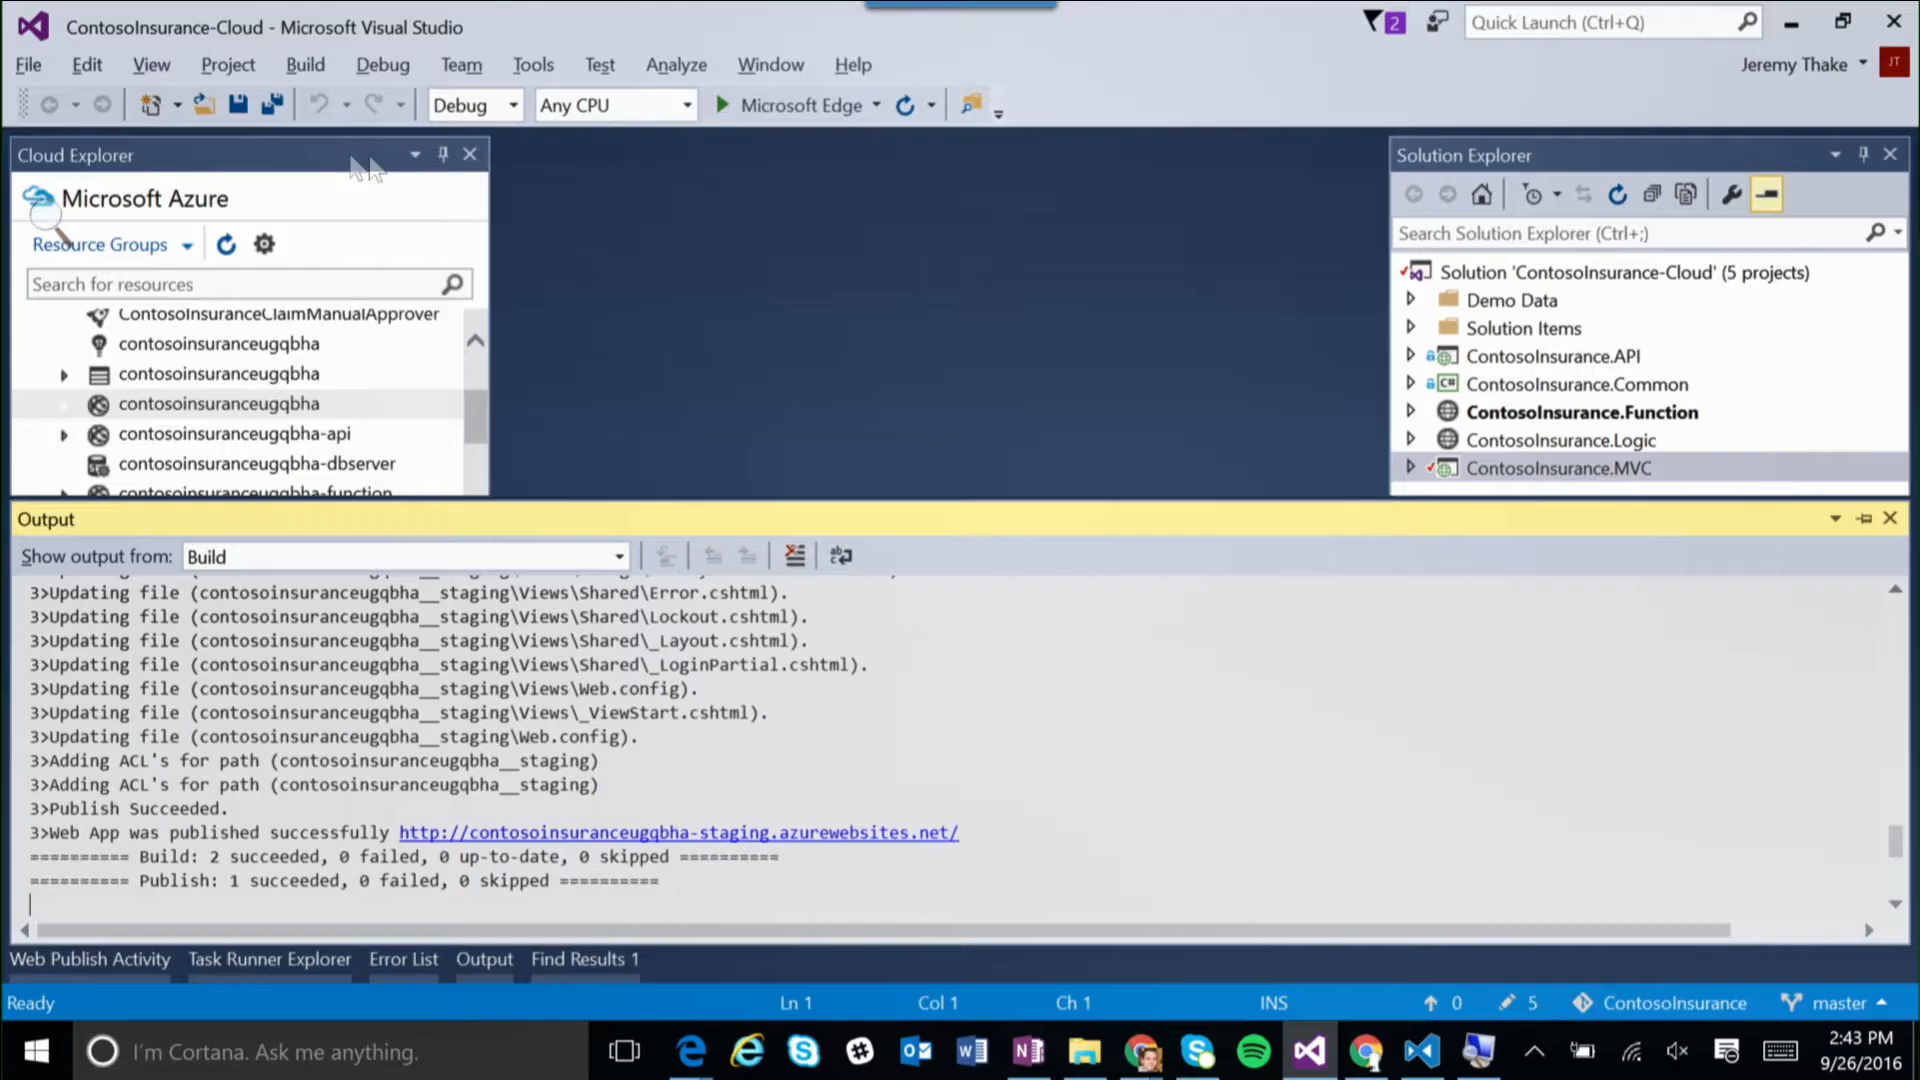 ContosoInsurance-Cloud - Microsoft Visual Studio
2
Quick Launch (Ctrl+Q)
File Edit View Project Build Debug Team Tools Test Analyze Window Help
Jeremy Thake
JT
Debug
Any CPU
Microsoft Edge
Cloud Explorer
Microsoft Azure
Resource Groups
Search for resources
ContosoInsuranceClaimManualApprover
contosoinsuranceugqbha
contosoinsuranceugqbha
contosoinsuranceugqbha
contosoinsuranceugqbha-api
contosoinsuranceugqbha-dbserver
contosoinsuranceugqbha-function
Solution Explorer
Search Solution Explorer (Ctrl+;)
Solution 'ContosoInsurance-Cloud' (5 projects)
Demo Data
Solution Items
ContosoInsurance.API
ContosoInsurance.Common
ContosoInsurance.Function
ContosoInsurance.Logic
ContosoInsurance.MVC
Output
Show output from: Build
3>Updating file (contosoinsuranceugqbha__staging\Views\Shared\Error.cshtml).
3>Updating file (contosoinsuranceugqbha__staging\Views\Shared\Lockout.cshtml).
3>Updating file (contosoinsuranceugqbha__staging\Views\Shared\_Layout.cshtml).
3>Updating file (contosoinsuranceugqbha__staging\Views\Shared\_LoginPartial.cshtml).
3>Updating file (contosoinsuranceugqbha__staging\Views\Web.config).
3>Updating file (contosoinsuranceugqbha__staging\Views\_ViewStart.cshtml).
3>Updating file (contosoinsuranceugqbha__staging\Web.config).
3>Adding ACL's for path (contosoinsuranceugqbha__staging)
3>Adding ACL's for path (contosoinsuranceugqbha__staging)
3>Publish Succeeded.
3>Web App was published successfully http://contosoinsuranceugqbha-staging.azurewebsites.net/
========== Build: 2 succeeded, 0 failed, 0 up-to-date, 0 skipped ==========
========== Publish: 1 succeeded, 0 failed, 0 skipped ==========
Web Publish Activity Task Runner Explorer Error List Output Find Results 1
Ready Ln 1 Col 1 Ch 1 INS 0 5 ContosoInsurance master
I'm Cortana. Ask me anything.
2:43 PM
9/26/2016